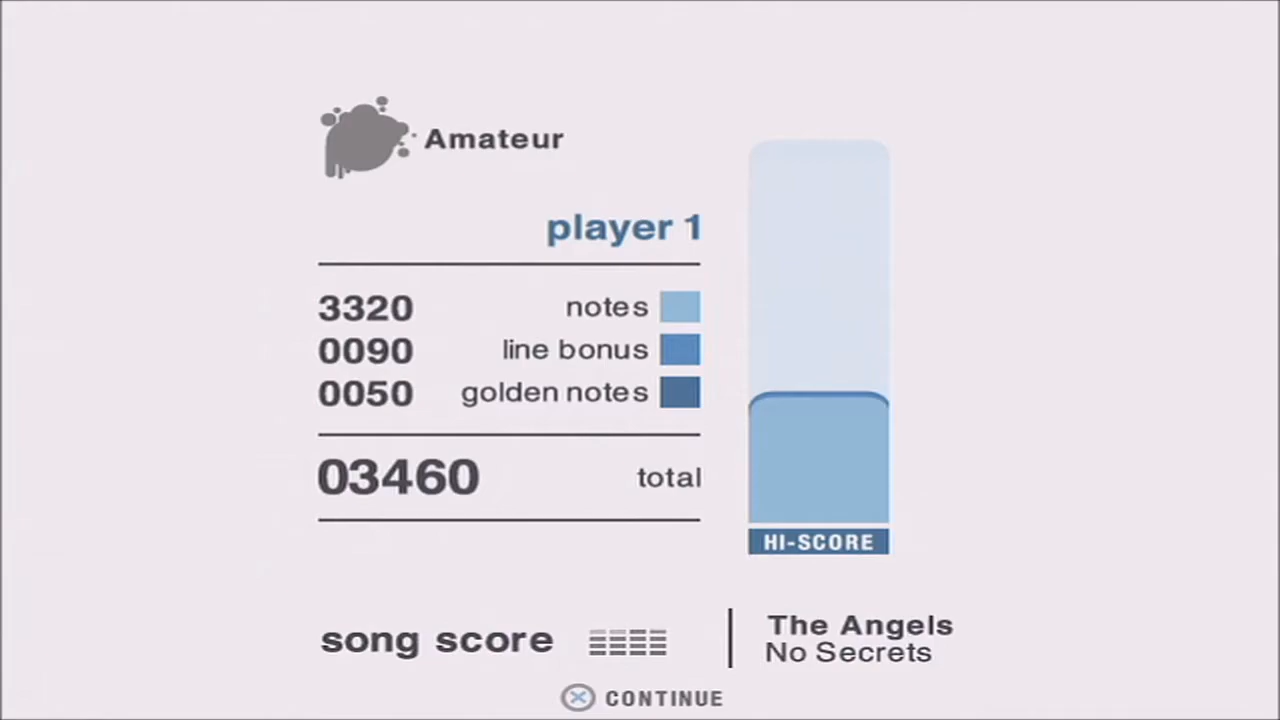 Amateur
player 1
3320 notes
0090 line bonus
0050 golden notes
03460 total
HI-SCORE
song score
The Angels
No Secrets
CONTINUE